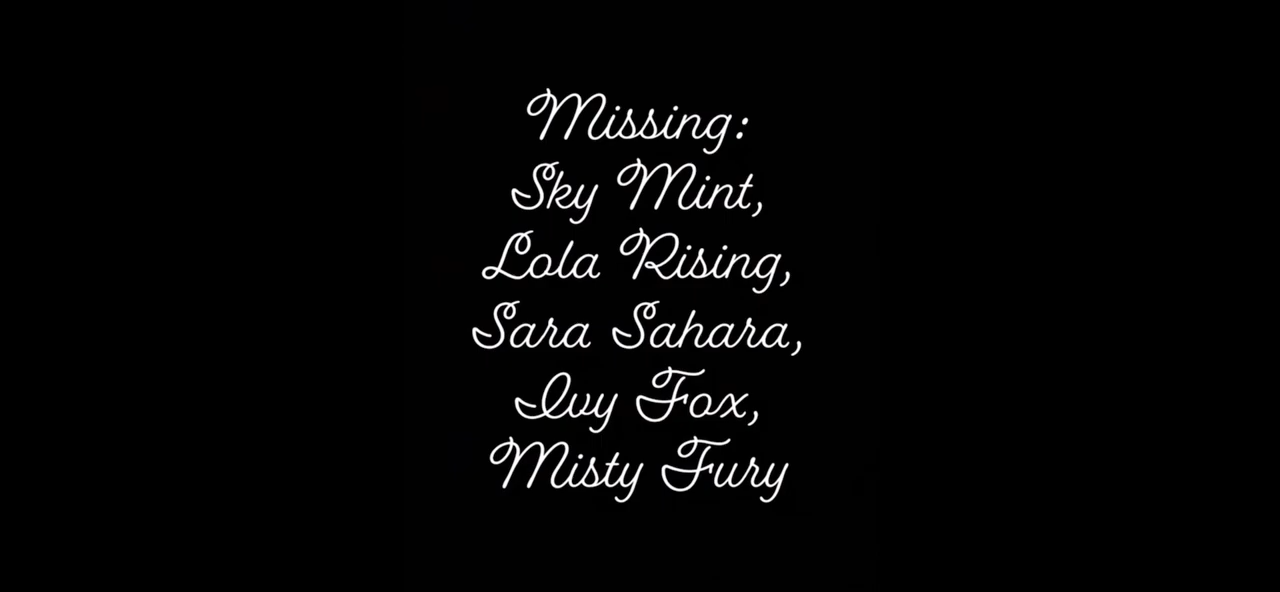 Missing:
Sky Mint,
Lola Rising,
Sara Sahara,
Ivy Fox,
Misty Fury